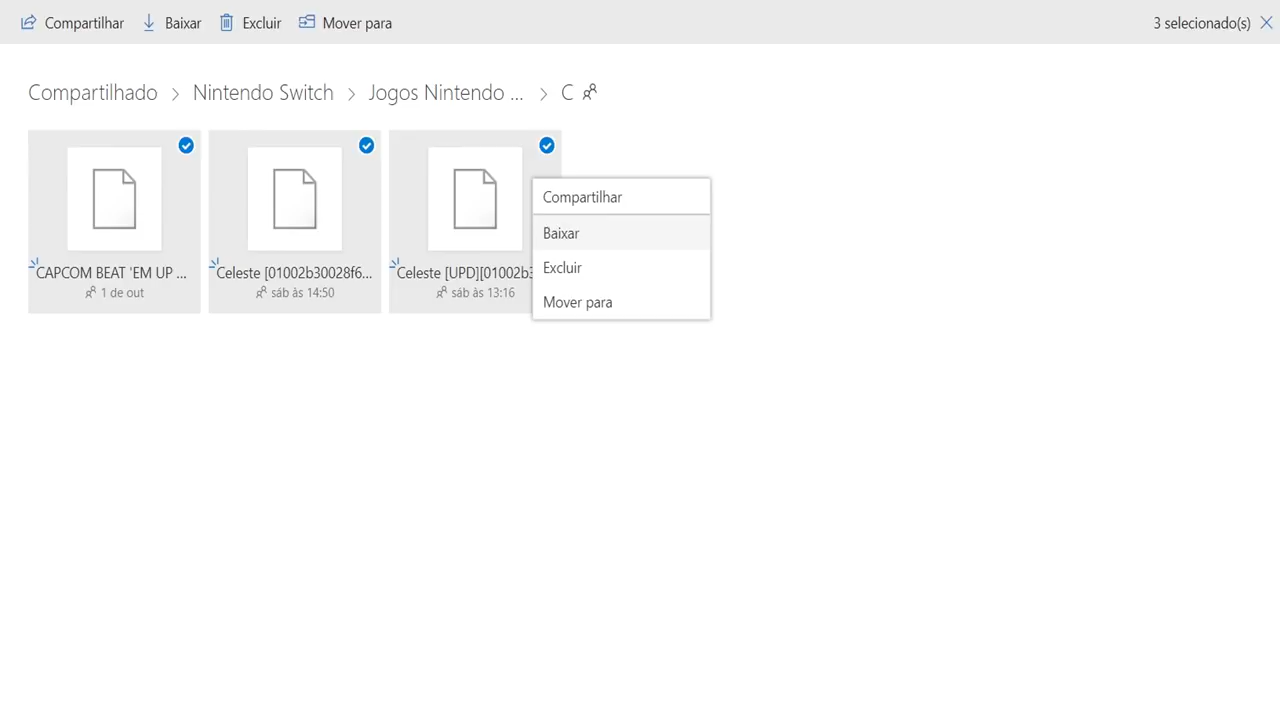 Compartilhar Baixar Excluir Mover para 3 selecionado(s)
Compartilhado > Nintendo Switch > Jogos Nintendo ... > C
CAPCOM BEAT 'EM UP ...
1 de out
Celeste [01002b30028f6...
sáb às 14:50
Celeste [UPD][01002b3
sáb às 13:16
Compartilhar
Baixar
Excluir
Mover para